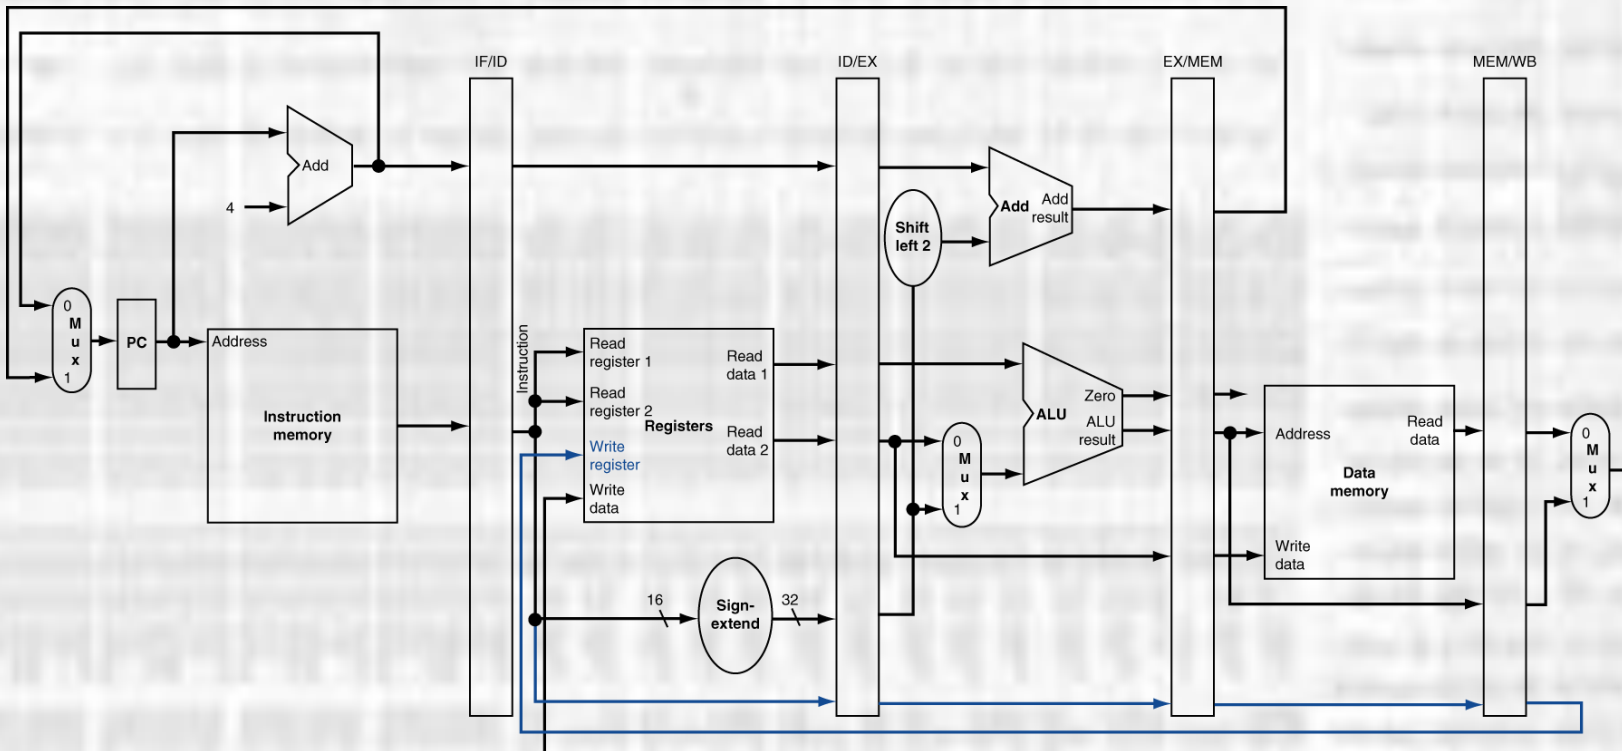 IF/ID
ID/EX
EX/MEM
MEM/WB
Add
4
0
M
u
x
1
PC
Address
Instruction
memory
Instruction
Read
register 1
Read
register 2
Write
register
Write
data
Registers
Read
data 1
Read
data 2
16
Sign-
extend
32
Shift
left 2
Add
Add
result
0
M
u
x
1
ALU
Zero
ALU
result
Address
Write
data
Data
memory
Read
data
0
M
u
x
1